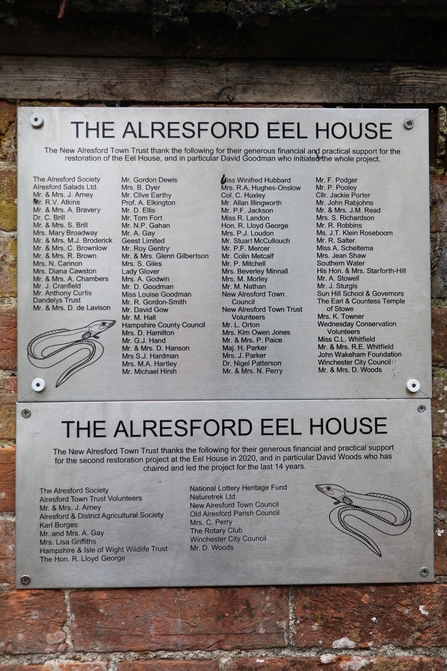 THE ALRESFORD EEL HOUSE
The New Alresford Town Trust thank the following for their generous financial and practical support for the
restoration of the Eel House, and in particular David Goodman who initiated the whole project.
The Alresford Society
Alresford Salads Ltd.
Mr. & Mrs. J. Arney
Mr. R.V. Atkins
Mr. & Mrs. A. Bravery
Dr. C. Brill
Mr. & Mrs. S. Brill
Mrs. Mary Broadway
Mr. & Mrs. M.J. Broderick
Mr. & Mrs. C. Brownlow
Mr. & Mrs. R. Brown
Mrs. N. Cannon
Mrs. Diana Gawston
Mr. & Mrs. A. Chambers
Mr. J. Cranfield
Mr. Anthony Curtis
Dandelys Trust
Mr. & Mrs. D. de Lavison
Mr. Gordon Dewis
Mrs. B. Dyer
Mr. Clive Earthy
Prof. A. Elkington
Mr. D. Ellis
Mr. Tom Fort
Mr. N.P. Gahan
Mr. A. Gay
Geest Limited
Mr. Roy Gentry
Mr. & Mrs. Glenn Gilbertson
Mrs. S. Giles
Lady Glover
Mrs. A. Godwin
Mr. D. Goodman
Miss Louise Goodman
Mr. R. Gordon-Smith
Mr. David Gow
Mr. M. Hall
Hampshire County Council
Mrs. D. Hamilton
Mr. G.J. Hand
Mr. & Mrs. D. Hanson
Mrs S.J. Hardman
Mrs. M.A. Hartley
Mr. Michael Hirsh
Miss Winifred Hubbard
Mrs. R.A. Hughes-Onslow
Col. C. Huxley
Mr. Allan Illingworth
Mr. P.F. Jackson
Miss R. Landon
Hon. R. Lloyd George
Mrs. P.J. Loudon
Mr. Stuart McCullouch
Mr. P.F. Mercer
Mr. Colin Metcalf
Mr. P. Mitchell
Mrs. Beverley Minnall
Mrs. M. Morley
Mr. M. Nathan
New Alresford Town
Council
New Alresford Town Trust
Volunteers
Mr. L. Orton
Mrs. Kim Owen Jones
Mr. & Mrs. P. Paice
Maj. H. Parker
Mrs. J. Parker
Dr. Nigel Patterson
Mr. & Mrs. N. Perry
Mr. F. Podger
Mr. P. Pooley
Cllr. Jackie Porter
Mr. John Rabjohns
Mr. & Mrs. J.M. Read
Mrs. S. Richardson
Mr. R. Robbins
Mrs. J.T. Klein Roseboom
Mr. R. Salter.
Miss A. Scheltema
Mrs. Jean Shaw
Southern Water
His Hon. & Mrs. Starforth-Hill
Mr. A. Stowell
Mr. J. Sturgis
Sun Hill School & Governors
The Earl & Countess Temple
of Stowe
Mrs. K. Towner
Wednesday Conservation
Volunteers
Miss C.L. Whitfield
Mr. & Mrs. R.E. Whitfield
John Wakeham Foundation
Winchester City Council
Mr. & Mrs. D. Woods
THE ALRESFORD EEL HOUSE
The New Alresford Town Trust thanks the following for their generous financial and practical support
for the second restoration project at the Eel House in 2020, and in particular David Woods who has
chaired and led the project for the last 14 years.
The Alresford Society
Alresford Town Trust Volunteers
Mr. & Mrs. J. Arney
Alresford & District Agricultural Society
Karl Borges
Mr. and Mrs. A. Gay
Mrs. Lisa Griffiths
Hampshire & Isle of Wight Wildlife Trust
The Hon. R. Lloyd George
National Lottery Heritage Fund
Naturetrek Ltd
New Alresford Town Council
Old Alresford Parish Council
Mrs. C. Perry
The Rotary Club
Winchester City Council
Mr. D. Woods